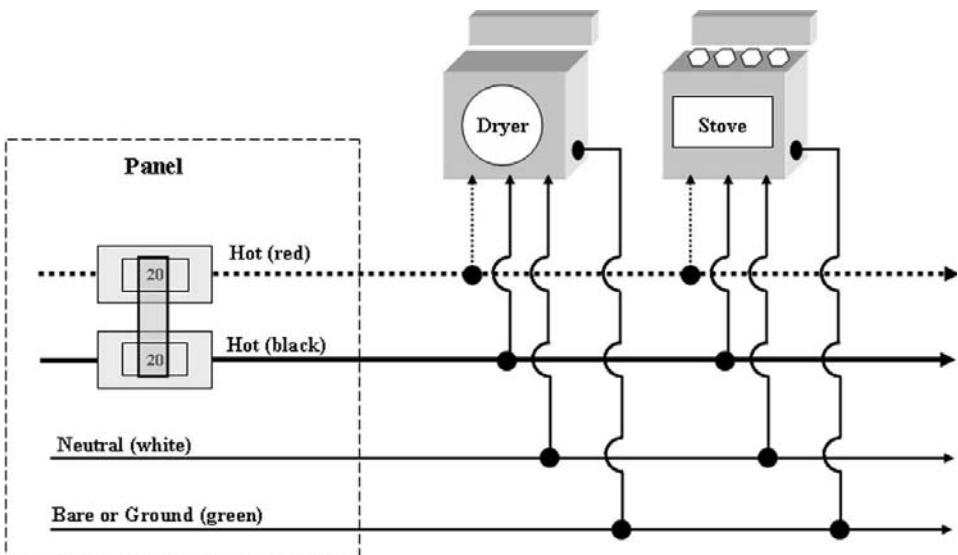 Dryer
Stove
Panel
Hot (red)
20
20
Hot (black)
Neutral (white)
Bare or Ground (green)